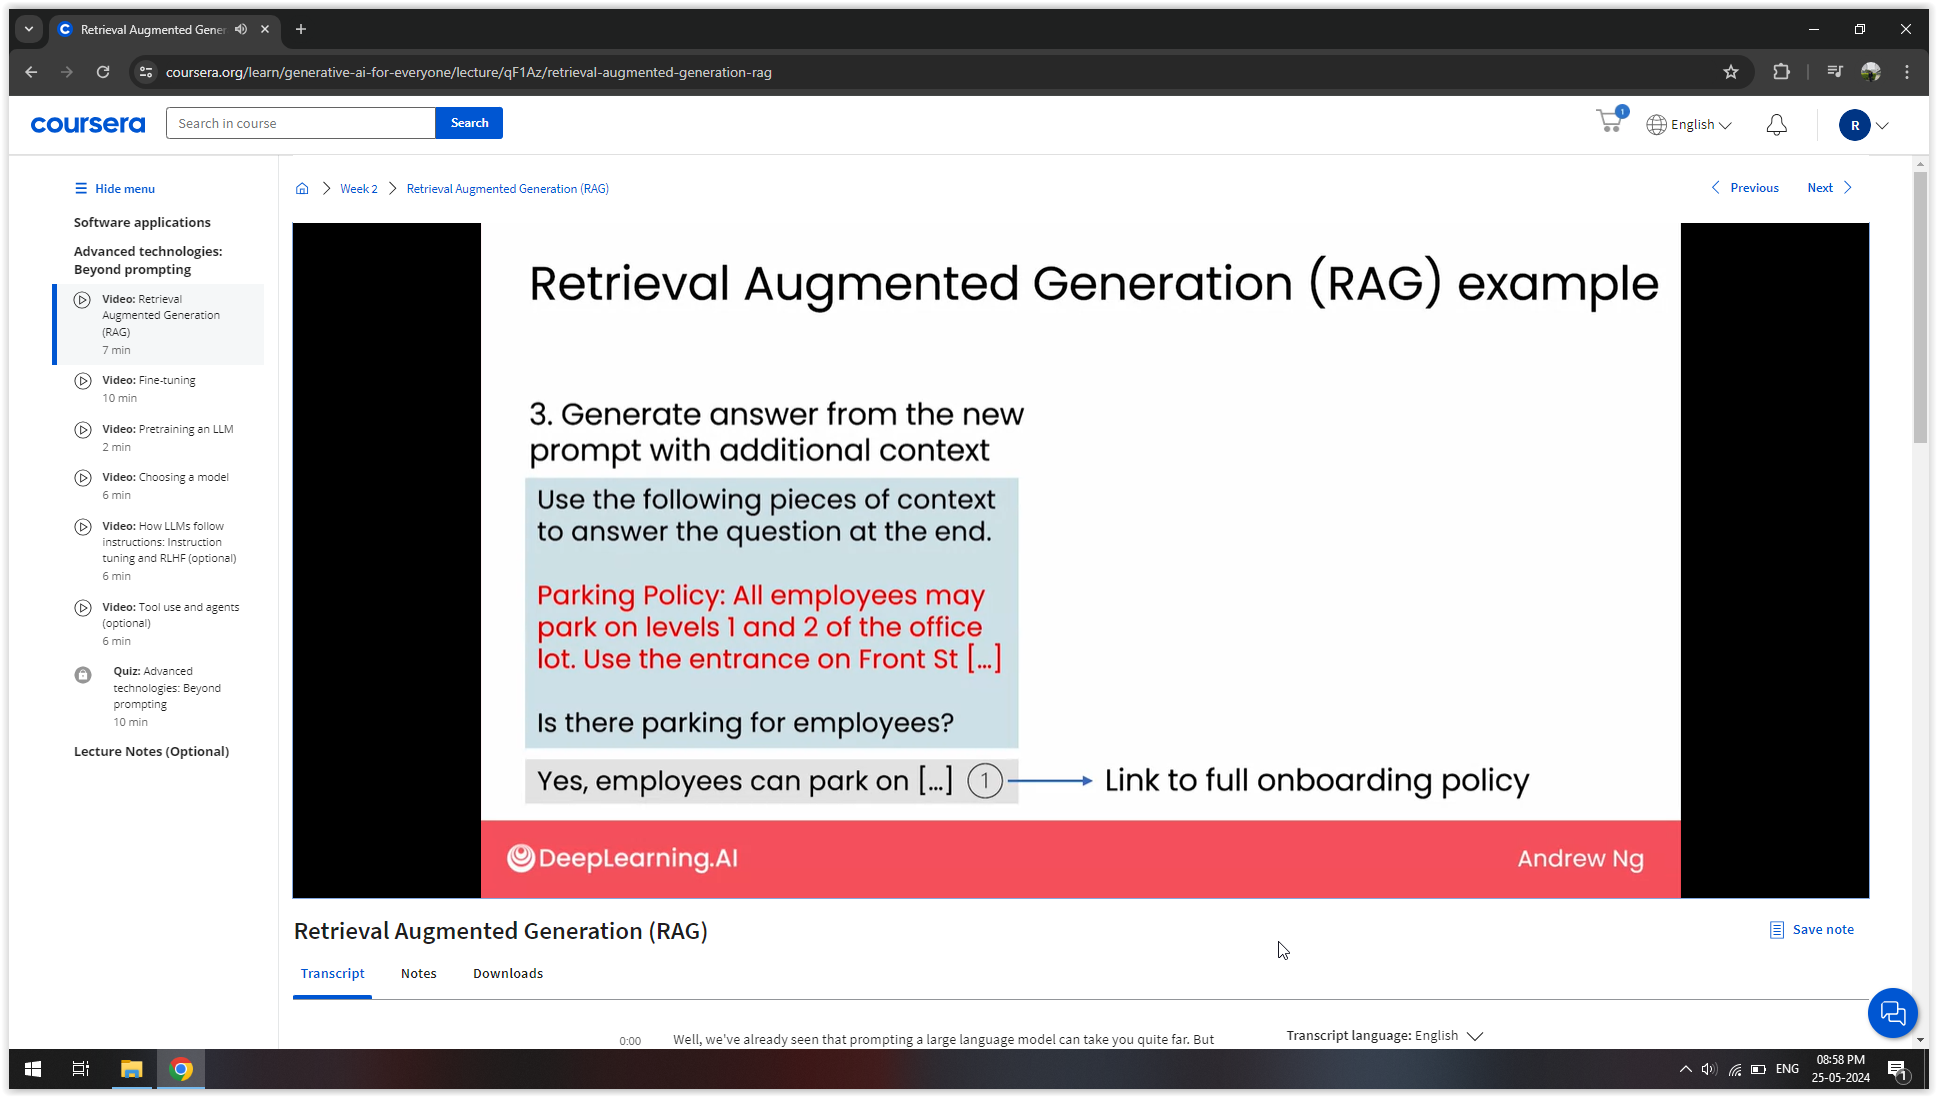 Retrieval Augmented Gener
coursera.org/learn/generative-ai-for-everyone/lecture/qF1Az/retrieval-augmented-generation-rag
coursera
Search in course
Search
1
English
R
Hide menu
Software applications
Advanced technologies:
Beyond prompting
Video: Retrieval
Augmented Generation
(RAG)
7 min
Video: Fine-tuning
10 min
Video: Pretraining an LLM
2 min
Video: Choosing a model
6 min
Video: How LLMs follow
instructions: Instruction
tuning and RLHF (optional)
6 min
Video: Tool use and agents
(optional)
6 min
Quiz: Advanced
technologies: Beyond
prompting
10 min
Lecture Notes (Optional)
Week 2
Retrieval Augmented Generation (RAG)
Previous
Next
Retrieval Augmented Generation (RAG) example
3. Generate answer from the new
prompt with additional context
Use the following pieces of context
to answer the question at the end.
Parking Policy: All employees may
park on levels 1 and 2 of the office
lot. Use the entrance on Front St [...]
Is there parking for employees?
Yes, employees can park on [...] 1
Link to full onboarding policy
DeepLearning.AI
Andrew Ng
Retrieval Augmented Generation (RAG)
Save note
Transcript
Notes
Downloads
0:00
Well, we've already seen that prompting a large language model can take you quite far. But
Transcript language: English
ENG
08:58 PM
25-05-2024
1